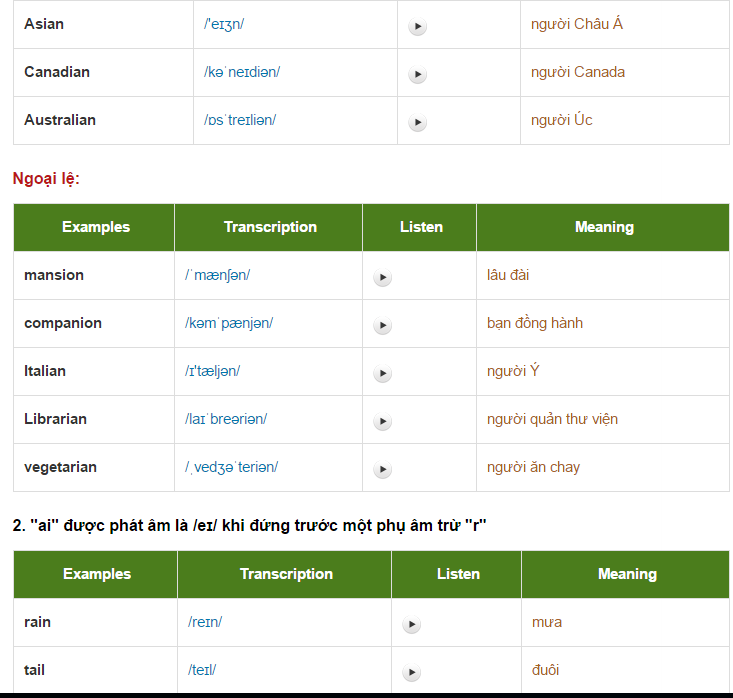 Asian /'eɪʒn/ người Châu Á
Canadian /kəˈneɪdiən/ người Canada
Australian /ɒsˈtreɪliən/ người Úc
Ngoại lệ:
Examples Transcription Listen Meaning
mansion /ˈmænʃən/ lâu đài
companion /kəmˈpænjən/ bạn đồng hành
Italian /ɪ'tæljən/ người Ý
Librarian /laɪˈbreəriən/ người quản thư viện
vegetarian /ˌvedʒəˈteriən/ người ăn chay
2. "ai" được phát âm là /eɪ/ khi đứng trước một phụ âm trừ "r"
Examples Transcription Listen Meaning
rain /reɪn/ mưa
tail /teɪl/ đuôi